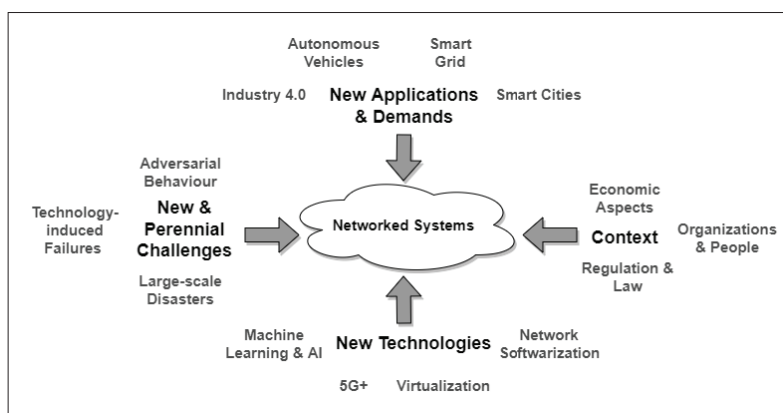 Autonomous
Vehicles
Smart
Grid
Industry 4.0
New Applications
& Demands
Smart Cities
Adversarial
Behaviour
Technology-
induced
Failures
New &
Perennial
Challenges
Large-scale
Disasters
Networked Systems
Economic
Aspects
Context
Organizations
& People
Regulation &
Law
Machine
Learning & AI
New Technologies
Network
Softwarization
5G+
Virtualization